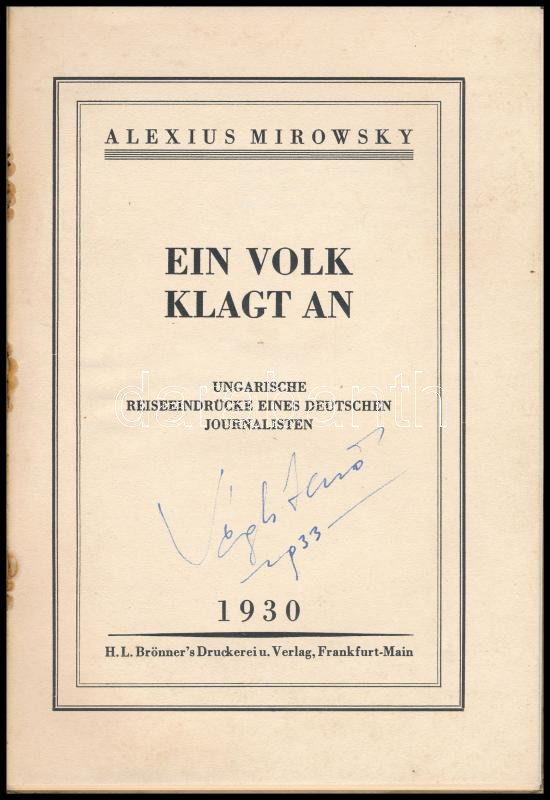 ALEXIUS MIROWSKY
EIN VOLK
KLAGT AN
UNGARISCHE
REISEEINDRÜCKE EINES DEUTSCHEN
JOURNALISTEN
1933
1930
H.L. Brönner's Druckerei u. Verlag, Frankfurt-Main